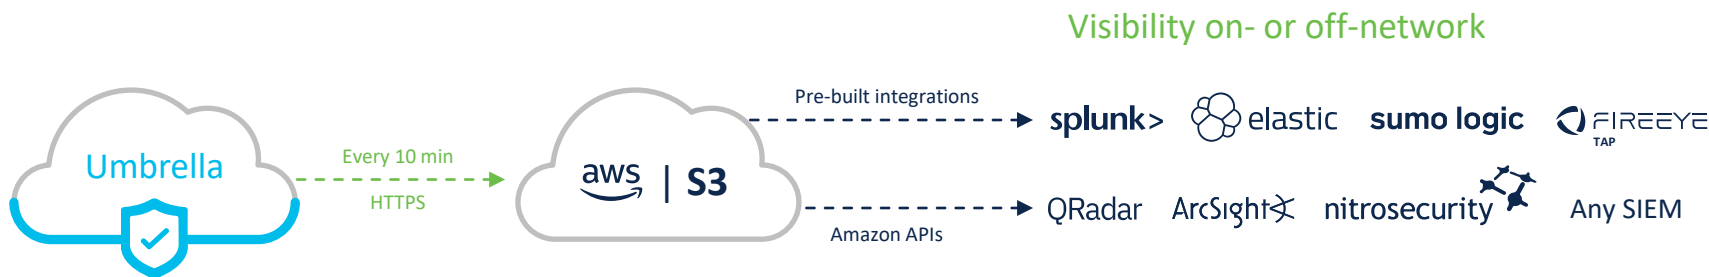 Visibility on- or off-network
Umbrella
Every 10 min
HTTPS
aws | S3
Pre-built integrations
splunk> elastic sumo logic FIREEYE
TAP
Amazon APIs
QRadar ArcSight nitrosecurity Any SIEM